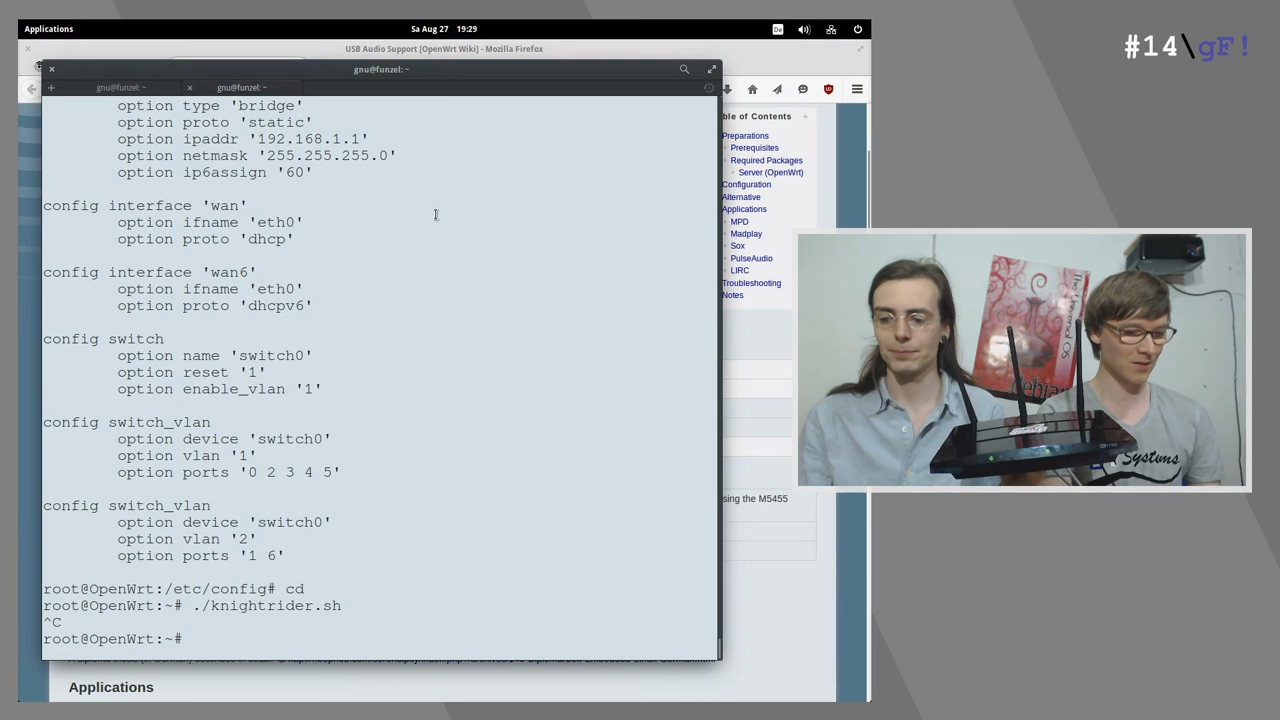 Applications
Sa Aug 27 19:29
De
USB Audio Support [OpenWrt Wiki] - Mozilla Firefox
#14\gF!
gnu@funzel: ~
gnu@funzel: ~
gnu@funzel: ~
option type 'bridge'
option proto 'static'
option ipaddr '192.168.1.1'
option netmask '255.255.255.0'
option ip6assign '60'
config interface 'wan'
option ifname 'eth0'
option proto 'dhcp'
config interface 'wan6'
option ifname 'eth0'
option proto 'dhcpv6'
config switch
option name 'switch0'
option reset '1'
option enable_vlan '1'
config switch_vlan
option device 'switch0'
option vlan '1'
option ports '0 2 3 4 5'
config switch_vlan
option device 'switch0'
option vlan '2'
option ports '1 6'
root@OpenWrt:/etc/config# cd
root@OpenWrt:~# ./knightrider.sh
^C
root@OpenWrt:~#
ble of Contents
Preparations
Prerequisites
Required Packages
Server (OpenWrt)
Configuration
Alternative
Applications
MPD
Madplay
Sox
PulseAudio
LIRC
Troubleshooting
Notes
sing the M5455
Applications
The Universal OS
debian
Systems